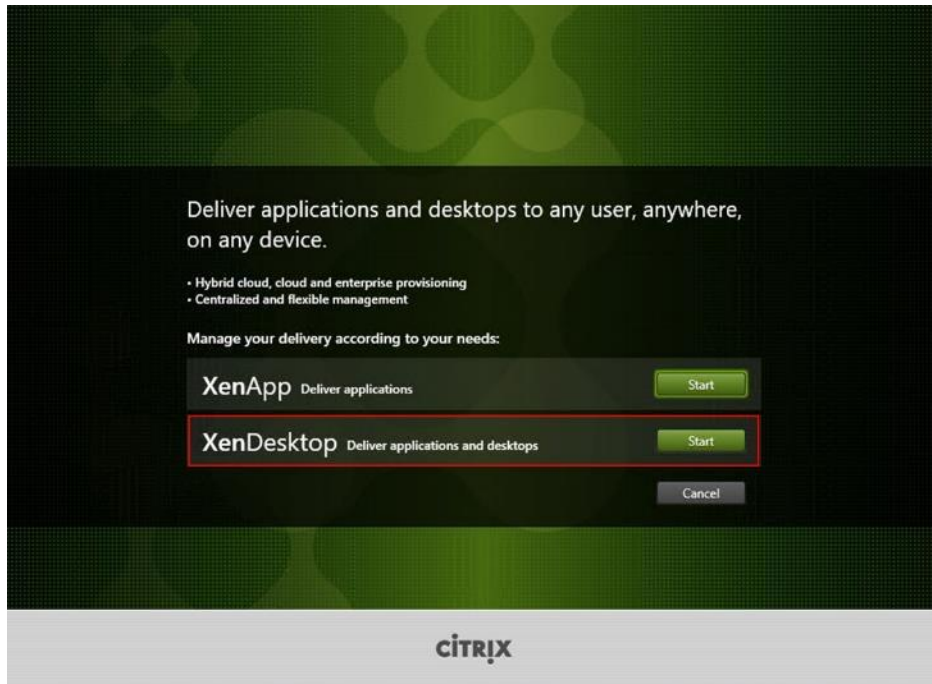 Deliver applications and desktops to any user, anywhere,
on any device.
• Hybrid cloud, cloud and enterprise provisioning
• Centralized and flexible management
Manage your delivery according to your needs:
XenApp Deliver applications Start
XenDesktop Deliver applications and desktops Start
Cancel
CITRIX